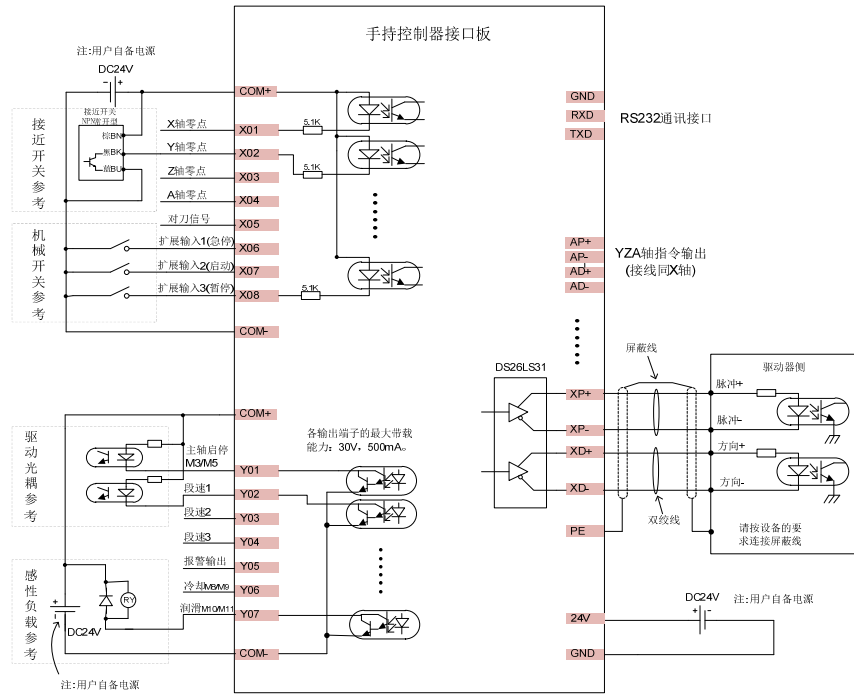 手持控制器接口板
注:用户自备电源
DC24V
- +
接近开关
NPN常开型
棕BN
黑BK
蓝BU
接近开关参考
机械开关参考
COM+
X轴零点 X01
Y轴零点 X02
Z轴零点 X03
A轴零点 X04
对刀信号 X05
扩展输入1(急停) X06
扩展输入2(启动) X07
扩展输入3(暂停) X08
COM-
5.1K
5.1K
5.1K
GND
RXD
TXD
RS232通讯接口
AP+
AP-
AD+
AD-
YZA轴指令输出
(接线同X轴)
DS26LS31
XP+
XP-
XD+
XD-
PE
屏蔽线
双绞线
驱动器侧
脉冲+
脉冲-
方向+
方向-
请按设备的要
求连接屏蔽线
驱动光耦参考
感性负载参考
COM+
主轴启停
M3/M5
Y01
段速1 Y02
段速2 Y03
段速3 Y04
报警输出 Y05
冷却M8/M9 Y06
润滑M10/M11 Y07
COM-
各输出端子的最大带载
能力：30V，500mA。
RY
+
-
DC24V
注:用户自备电源
24V
GND
DC24V
+ -
注:用户自备电源